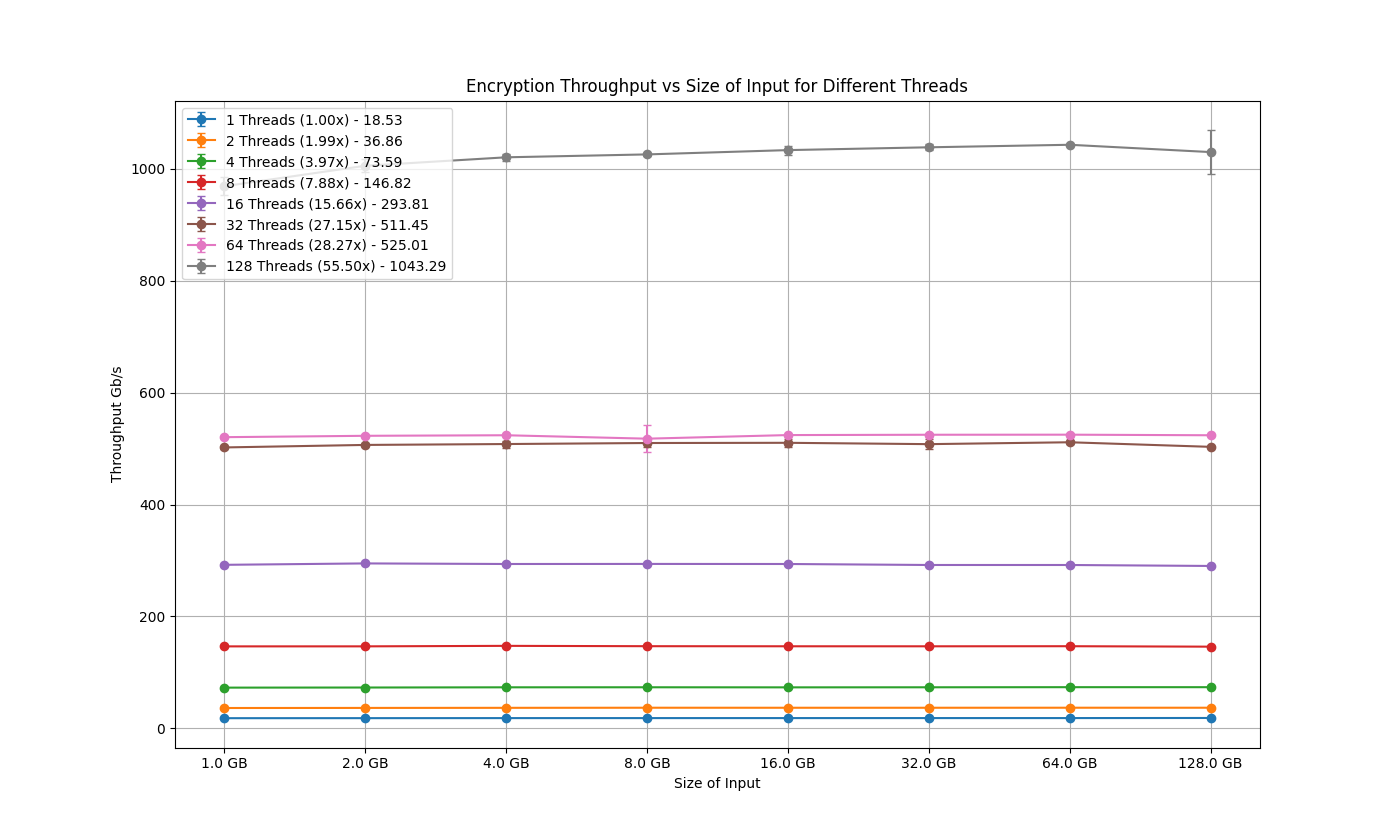 Encryption Throughput vs Size of Input for Different Threads
1 Threads (1.00x) - 18.53
2 Threads (1.99x) - 36.86
4 Threads (3.97x) - 73.59
8 Threads (7.88x) - 146.82
16 Threads (15.66x) - 293.81
32 Threads (27.15x) - 511.45
64 Threads (28.27x) - 525.01
128 Threads (55.50x) - 1043.29
1000
800
600
400
200
0
Throughput Gb/s
1.0 GB
2.0 GB
4.0 GB
8.0 GB
16.0 GB
32.0 GB
64.0 GB
128.0 GB
Size of Input